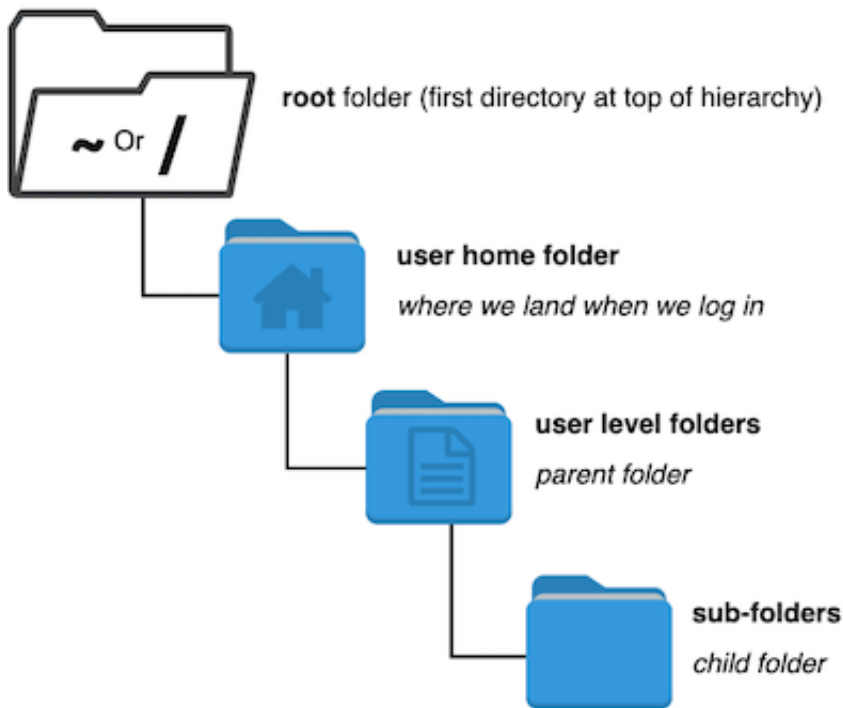 ~ Or /
root folder (first directory at top of hierarchy)
user home folder
where we land when we log in
user level folders
parent folder
sub-folders
child folder